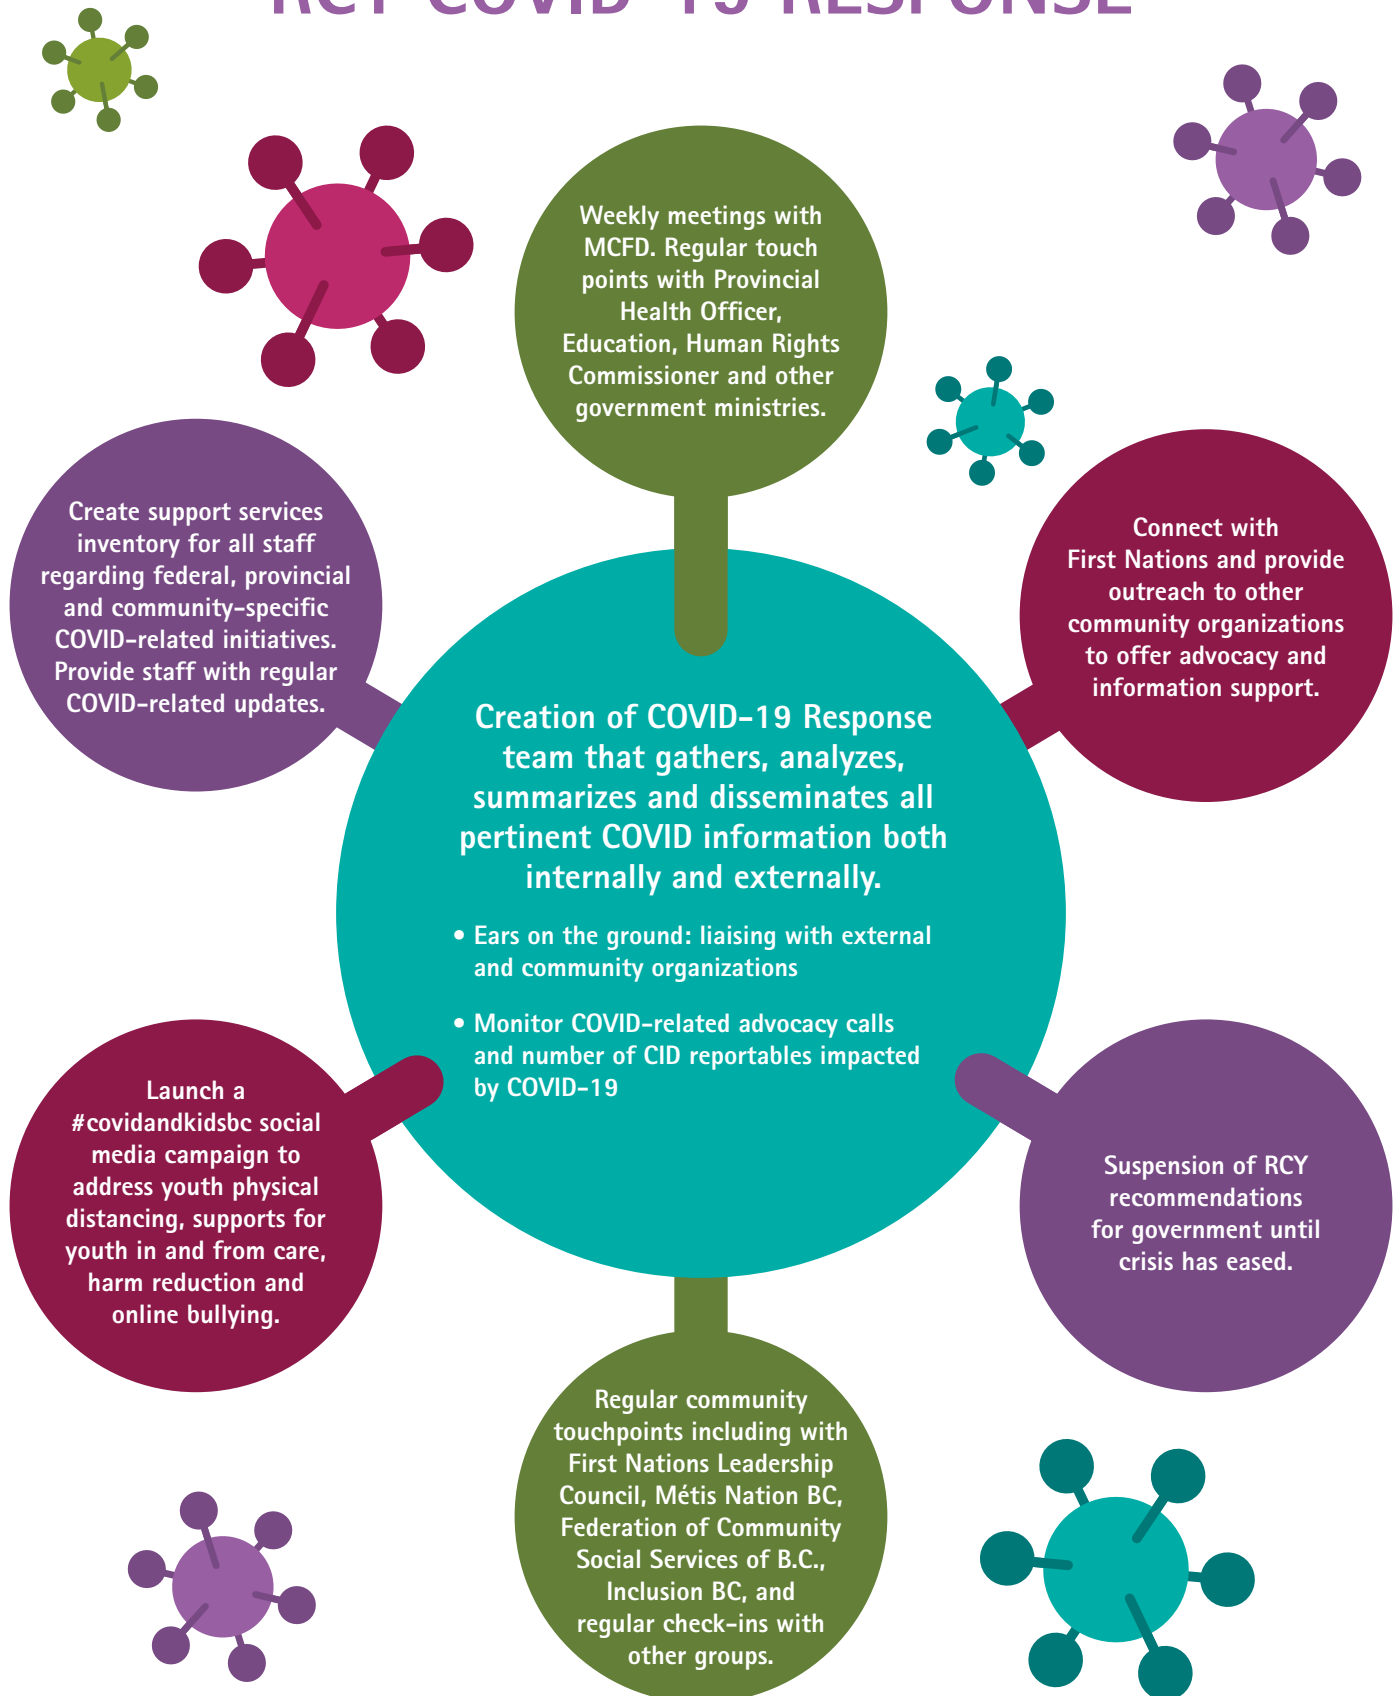 RCY COVID-19 RESPONSE
Weekly meetings with
MCFD. Regular touch
points with Provincial
Health Officer,
Education, Human Rights
Commissioner and other
government ministries.
Create support services
inventory for all staff
regarding federal, provincial
and community-specific
COVID-related initiatives.
Provide staff with regular
COVID-related updates.
Connect with
First Nations and provide
outreach to other
community organizations
to offer advocacy and
information support.
Creation of COVID-19 Response
team that gathers, analyzes,
summarizes and disseminates all
pertinent COVID information both
internally and externally.
• Ears on the ground: liaising with external
and community organizations
• Monitor COVID-related advocacy calls
and number of CID reportables impacted
by COVID-19
Launch a
#covidandkidsbc social
media campaign to
address youth physical
distancing, supports for
youth in and from care,
harm reduction and
online bullying.
Suspension of RCY
recommendations
for government until
crisis has eased.
Regular community
touchpoints including with
First Nations Leadership
Council, Métis Nation BC,
Federation of Community
Social Services of B.C.,
Inclusion BC, and
regular check-ins with
other groups.